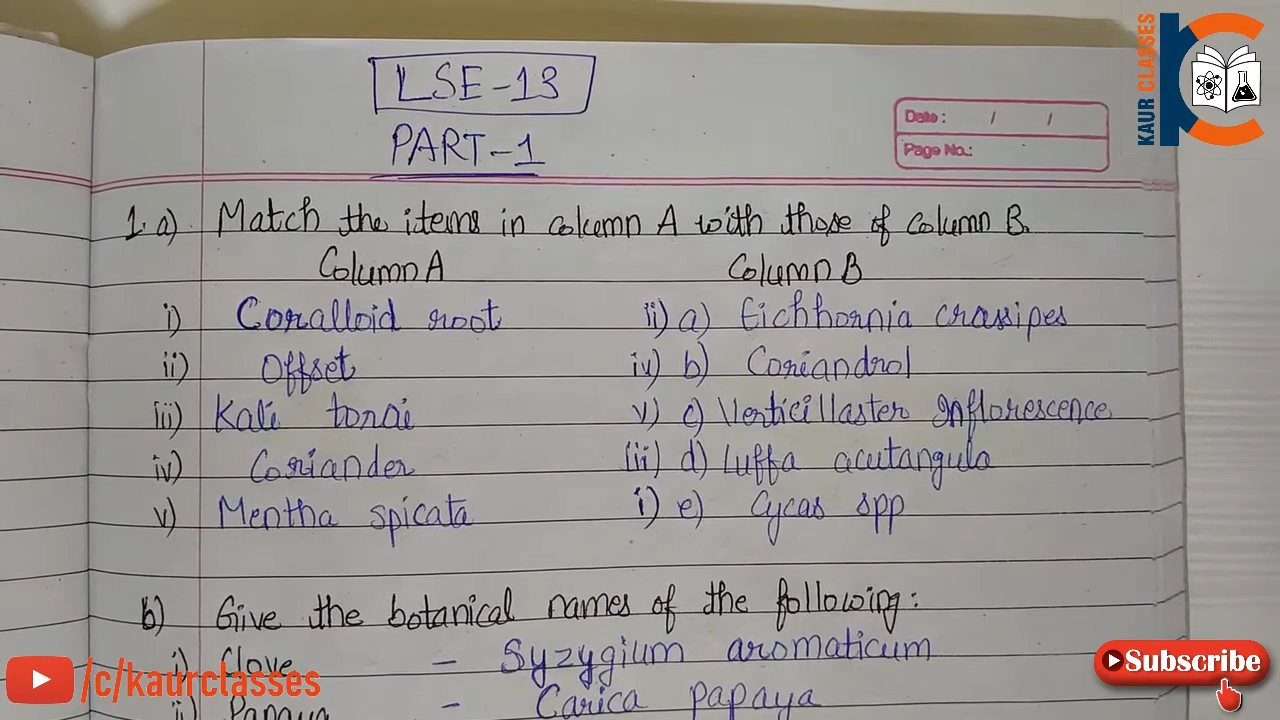 KAUR CLASSES
LSE-13
PART-1
Date: / /
Page No.:
1. a) Match the items in column A with those of column B.
Column A Column B
i) Coralloid root ii) a) Eichhornia crassipes
ii) Offset iv) b) Coriandrol
iii) Kali torai v) c) Verticillaster Inflorescence
iv) Coriander iii) d) Luffa acutangula
v) Mentha spicata i) e) Cycas spp
b) Give the botanical names of the following:
i) Clove - Syzygium aromaticum
ii) Papaya - Carica papaya
/c/kaurclasses
Subscribe